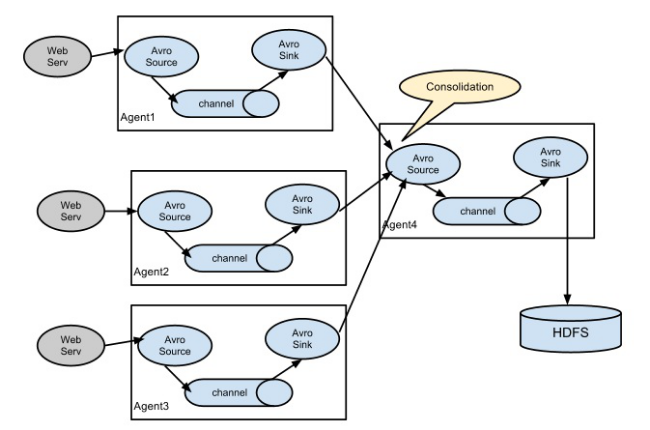 Web
Serv
Avro
Source
Avro
Sink
channel
Agent1
Consolidation
Avro
Source
Avro
Sink
channel
Agent4
Web
Serv
Avro
Source
Avro
Sink
channel
Agent2
HDFS
Web
Serv
Avro
Source
Avro
Sink
channel
Agent3